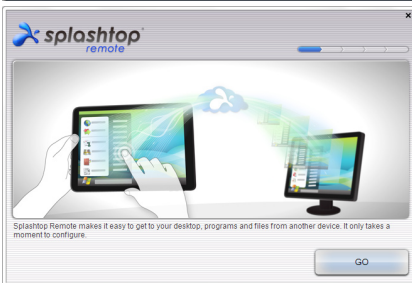 splashtop
remote
Splashtop Remote makes it easy to get to your desktop, programs and files from another device. It only takes a
moment to configure.
GO